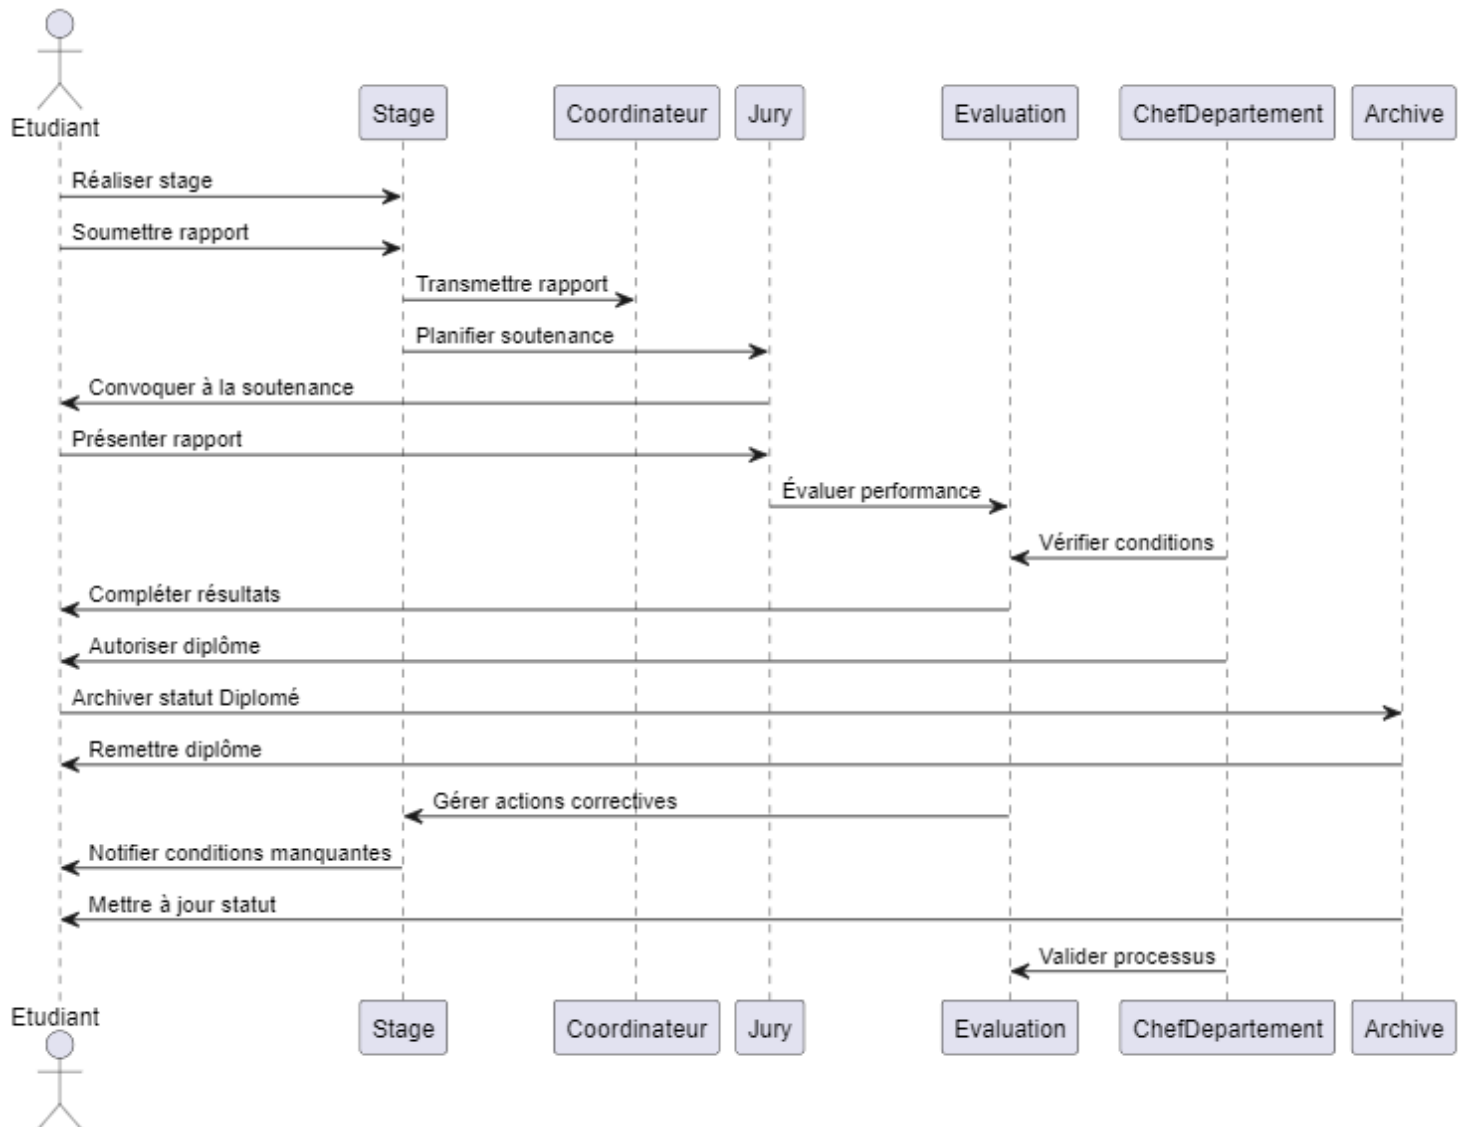 Etudiant
Stage
Coordinateur
Jury
Evaluation
ChefDepartement
Archive
Réaliser stage
Soumettre rapport
Transmettre rapport
Planifier soutenance
Convoquer à la soutenance
Présenter rapport
Évaluer performance
Vérifier conditions
Compléter résultats
Autoriser diplôme
Archiver statut Diplomé
Remettre diplôme
Gérer actions correctives
Notifier conditions manquantes
Mettre à jour statut
Valider processus
Etudiant
Stage
Coordinateur
Jury
Evaluation
ChefDepartement
Archive